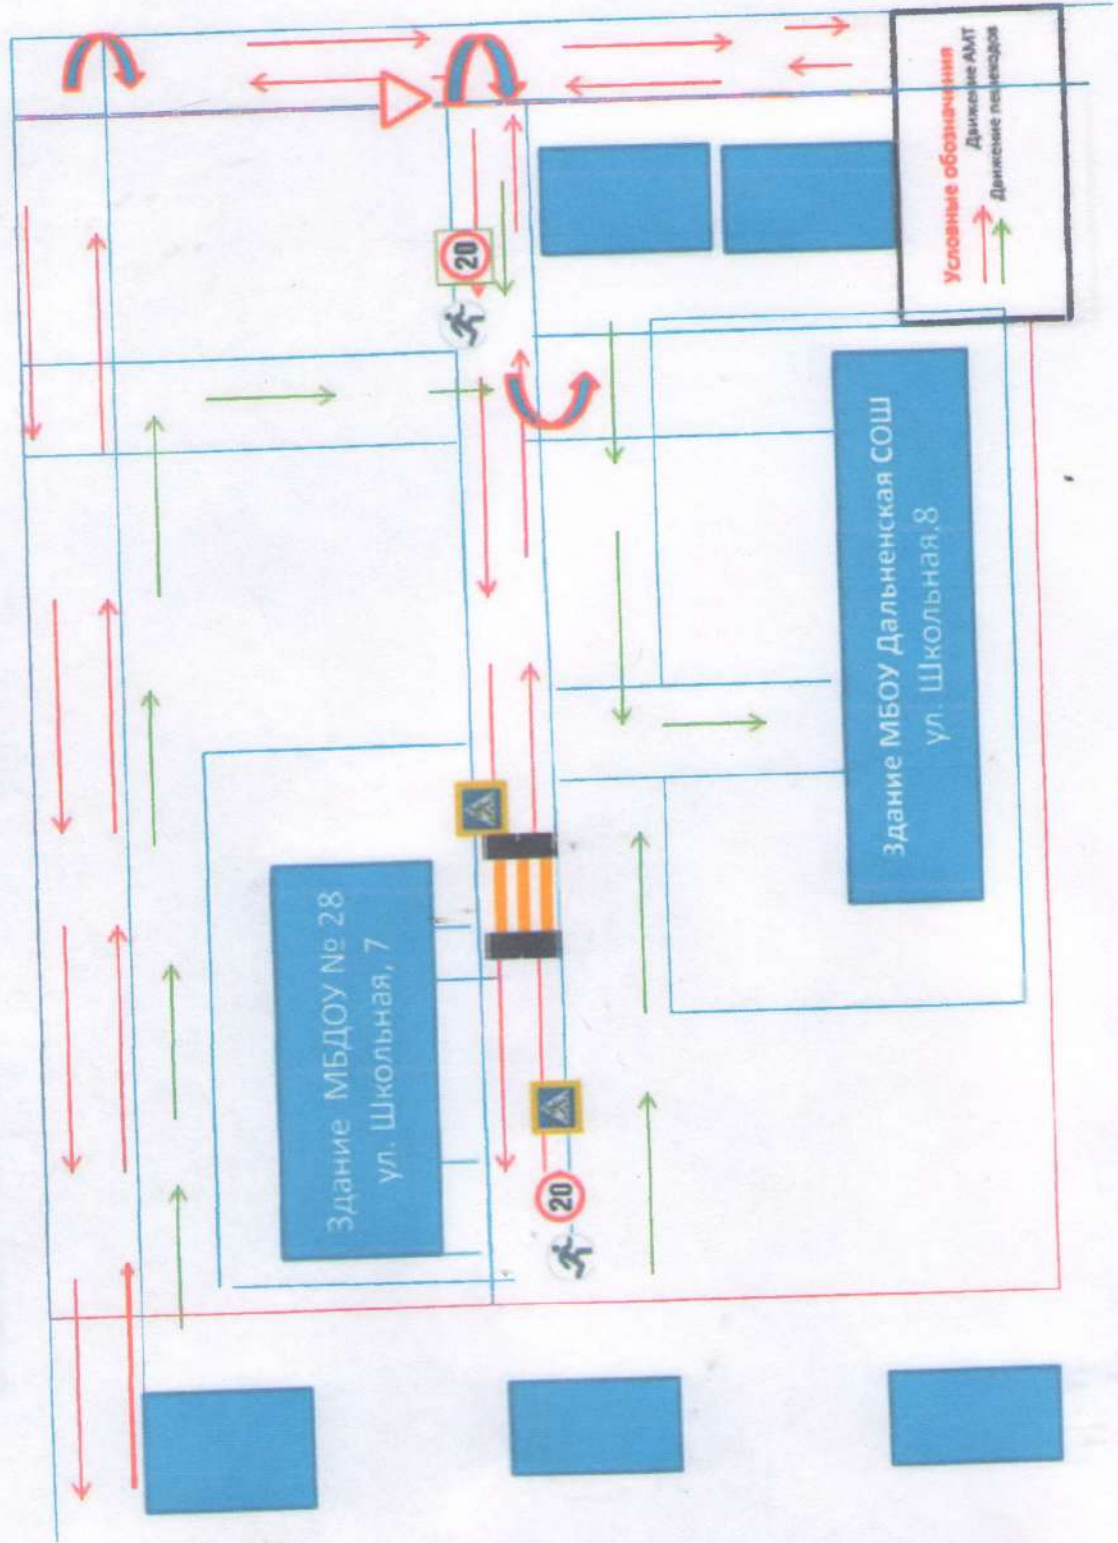 Условные обозначения
Движение АМТ
Движение пешеходов
20
Здание МБДОУ № 28
ул. Школьная, 7
20
Здание МБОУ Дальненская СОШ
ул. Школьная,8